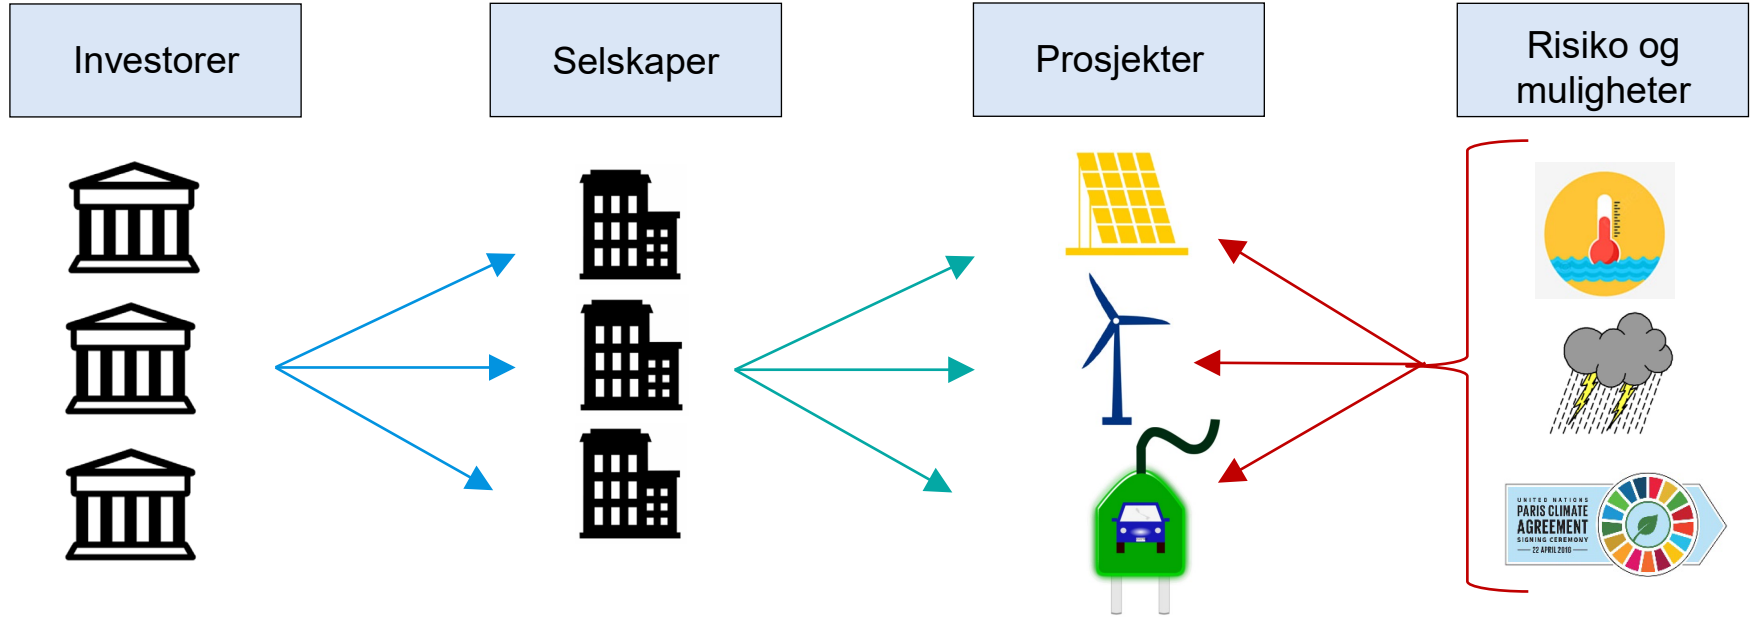 Investorer
Selskaper
Prosjekter
Risiko og
muligheter
UNITED NATIONS
PARIS CLIMATE
AGREEMENT
SIGNING CEREMONY
22 APRIL 2016